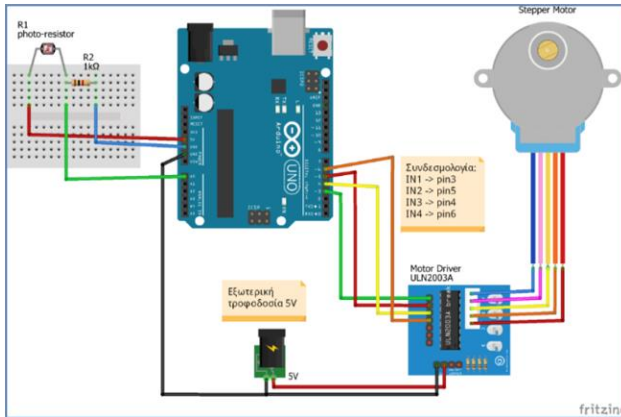 R1
photo-resistor
R2
1kΩ
Stepper Motor
UNO
Συνδεσμολογία:
IN1 -> pin3
IN2 -> pin5
IN3 -> pin4
IN4 -> pin6
Motor Driver
ULN2003A
Εξωτερική
τροφοδοσία 5V
5V
fritzing